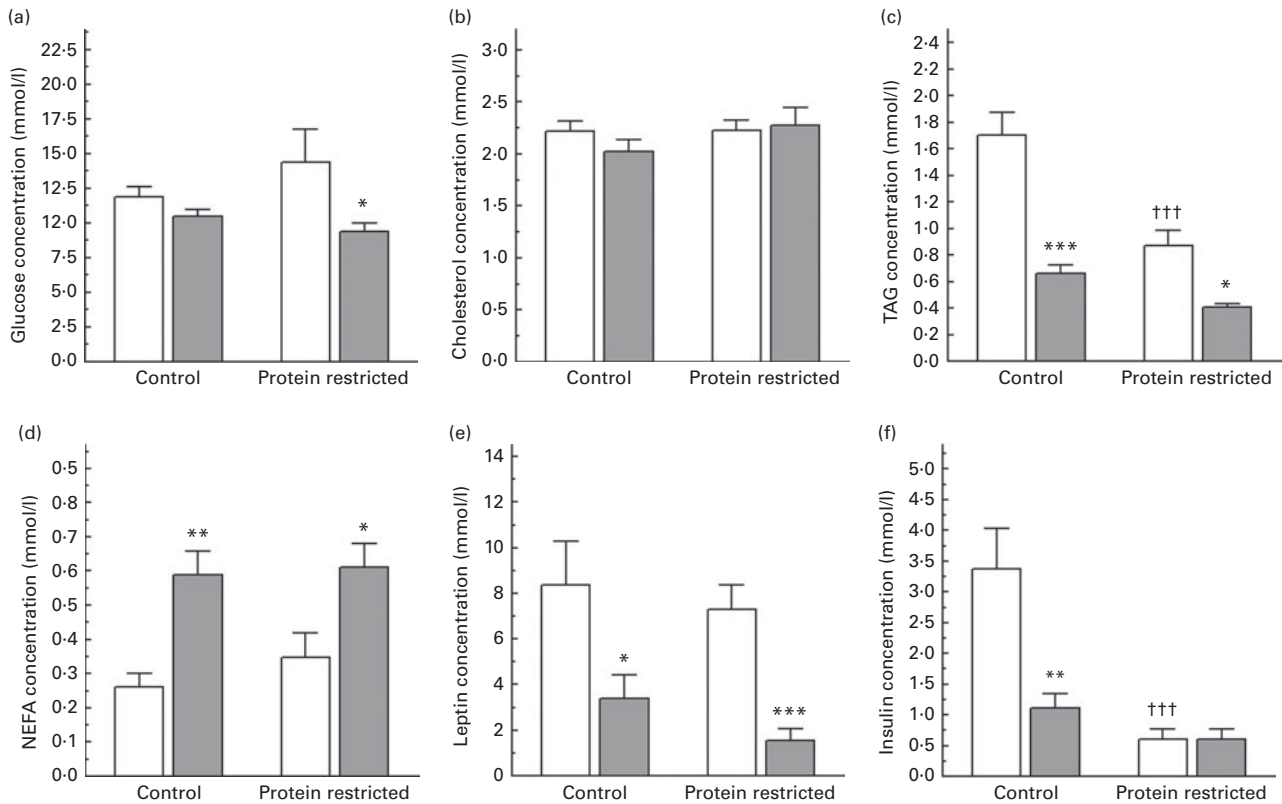 (a)
Glucose concentration (mmol/l)
22·5
20·0
17·5
15·0
12·5
12·0
7·5
12·0
2·5
0·0
*
Control
Protein restricted
(b)
Cholesterol concentration (mmol/l)
3·0
2·5
2·0
2·5
1·0
0·5
0·0
Control
Protein restricted
(c)
TAG concentration (mmol/l)
2·4
2·2
2·0
1·8
1·6
1·4
1·2
1·0
0·8
0·6
0·4
0·2
0·0
***
†††
*
Control
Protein restricted
(d)
NEFA concentration (mmol/l)
0·5
0·8
0·7
0·6
0·5
0·4
0·3
0·2
0·1
0·0
**
*
Control
Protein restricted
(e)
Leptin concentration (mmol/l)
14
12
10
8
6
4
2
0
*
***
Control
Protein restricted
(f)
Insulin concentration (mmol/l)
5·0
4·5
4·0
3·5
3·0
2·5
2·0
1·5
1·0
0·5
0·0
**
†††
Control
Protein restricted